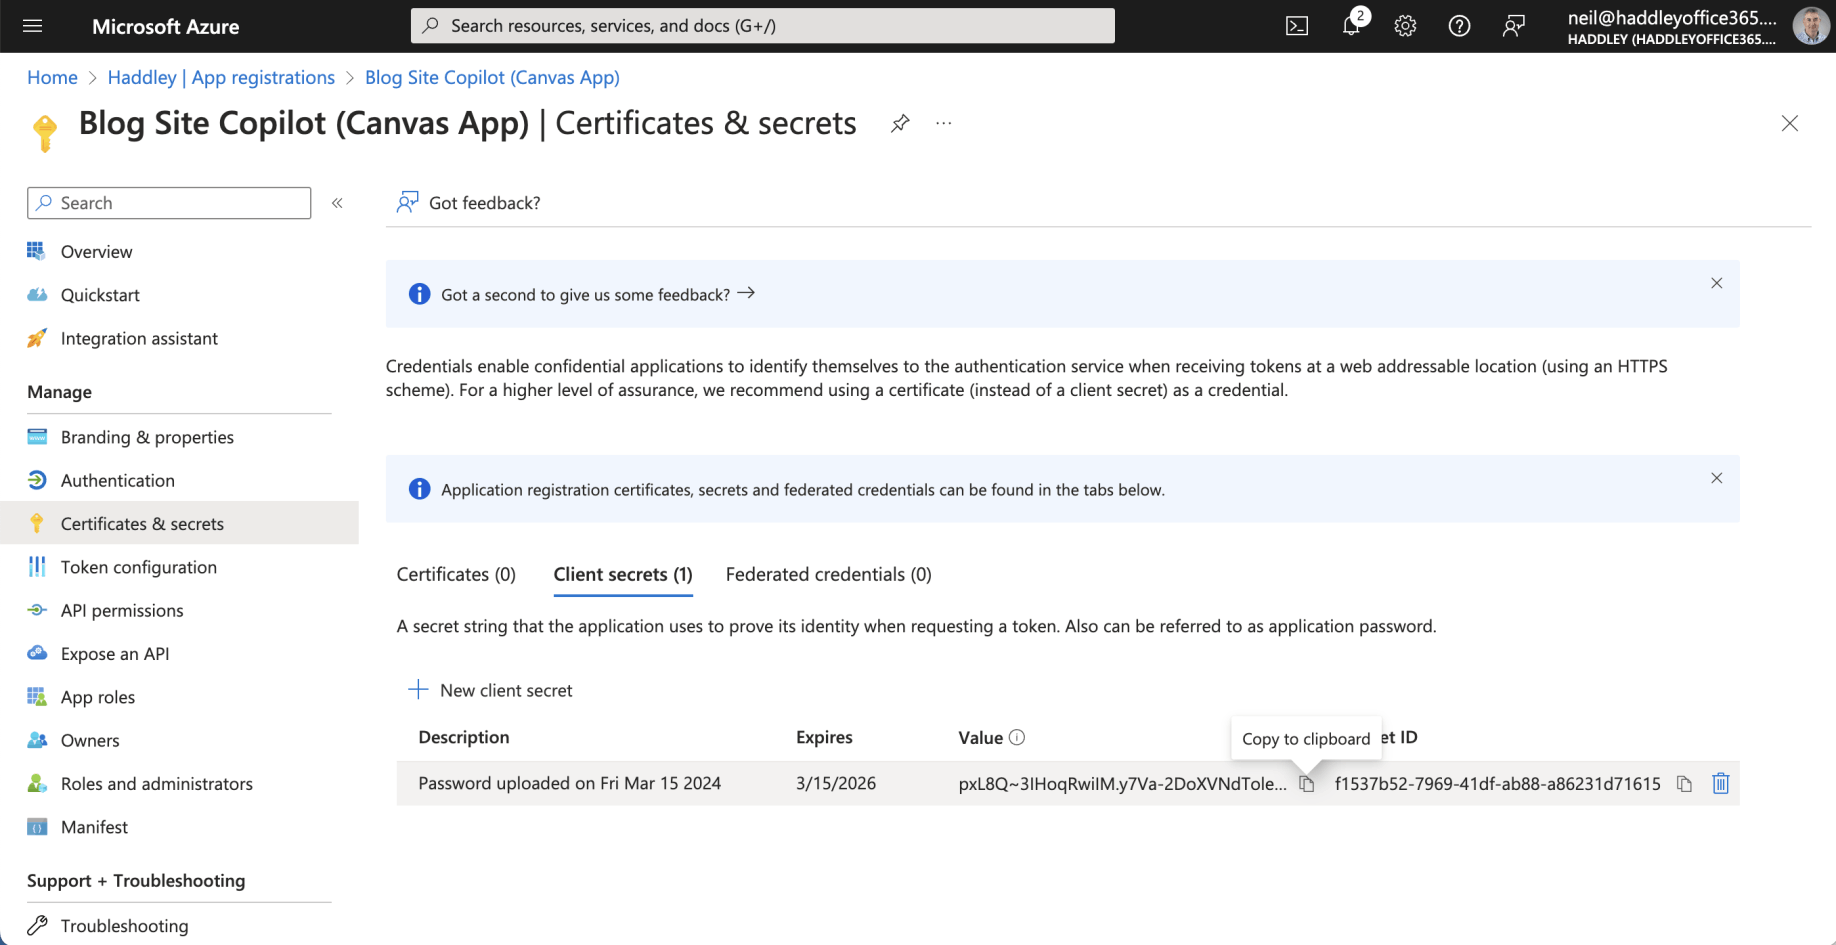 Microsoft Azure
Search resources, services, and docs (G+/)
2
neil@haddleyoffice365....
HADDLEY (HADDLEYOFFICE365....
Home > Haddley | App registrations > Blog Site Copilot (Canvas App)
Blog Site Copilot (Canvas App) | Certificates & secrets
Search
Got feedback?
Overview
Quickstart
Integration assistant
Manage
Branding & properties
Authentication
Certificates & secrets
Token configuration
API permissions
Expose an API
App roles
Owners
Roles and administrators
Manifest
Support + Troubleshooting
Troubleshooting
Got a second to give us some feedback?
Credentials enable confidential applications to identify themselves to the authentication service when receiving tokens at a web addressable location (using an HTTPS
scheme). For a higher level of assurance, we recommend using a certificate (instead of a client secret) as a credential.
Application registration certificates, secrets and federated credentials can be found in the tabs below.
Certificates (0) Client secrets (1) Federated credentials (0)
A secret string that the application uses to prove its identity when requesting a token. Also can be referred to as application password.
New client secret
Description Expires Value Copy to clipboard et ID
Password uploaded on Fri Mar 15 2024 3/15/2026 pxL8Q~3IHoqRwiIM.y7Va-2DoXVNdTole... f1537b52-7969-41df-ab88-a86231d71615